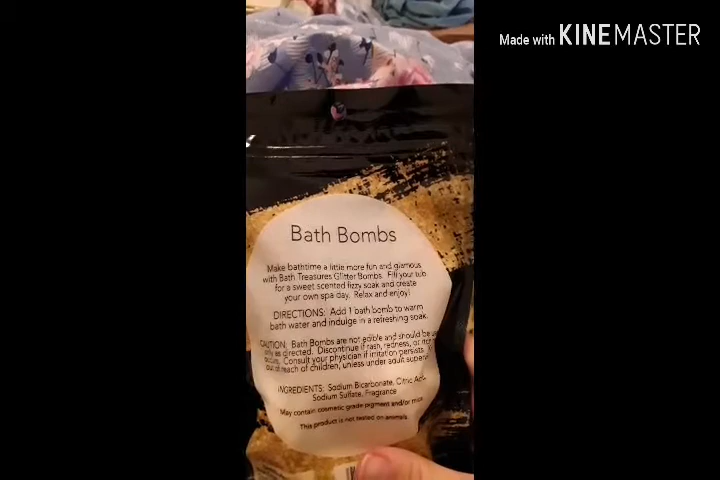 Made with KINEMASTER
Bath Bombs
Make bathtime a little more fun and glamous
with Bath Treasures Glitter Bombs. Fill your tub
for a sweet scented fizzy soak and create
your own spa day. Relax and enjoy!
DIRECTIONS: Add 1 bath bomb to warm
bath water and indulge in a refreshing soak.
CAUTION: Bath Bombs are not edible and should be
only as directed. Discontinue if rash, redness, or
occurs. Consult your physician if irritation persists.
out of reach of children, unless under adult
INGREDIENTS: Sodium Bicarbonate, Citric
Sodium Sulfate, Fragrance
May contain cosmetic grade pigment and/or mica
This product is not tested on animals